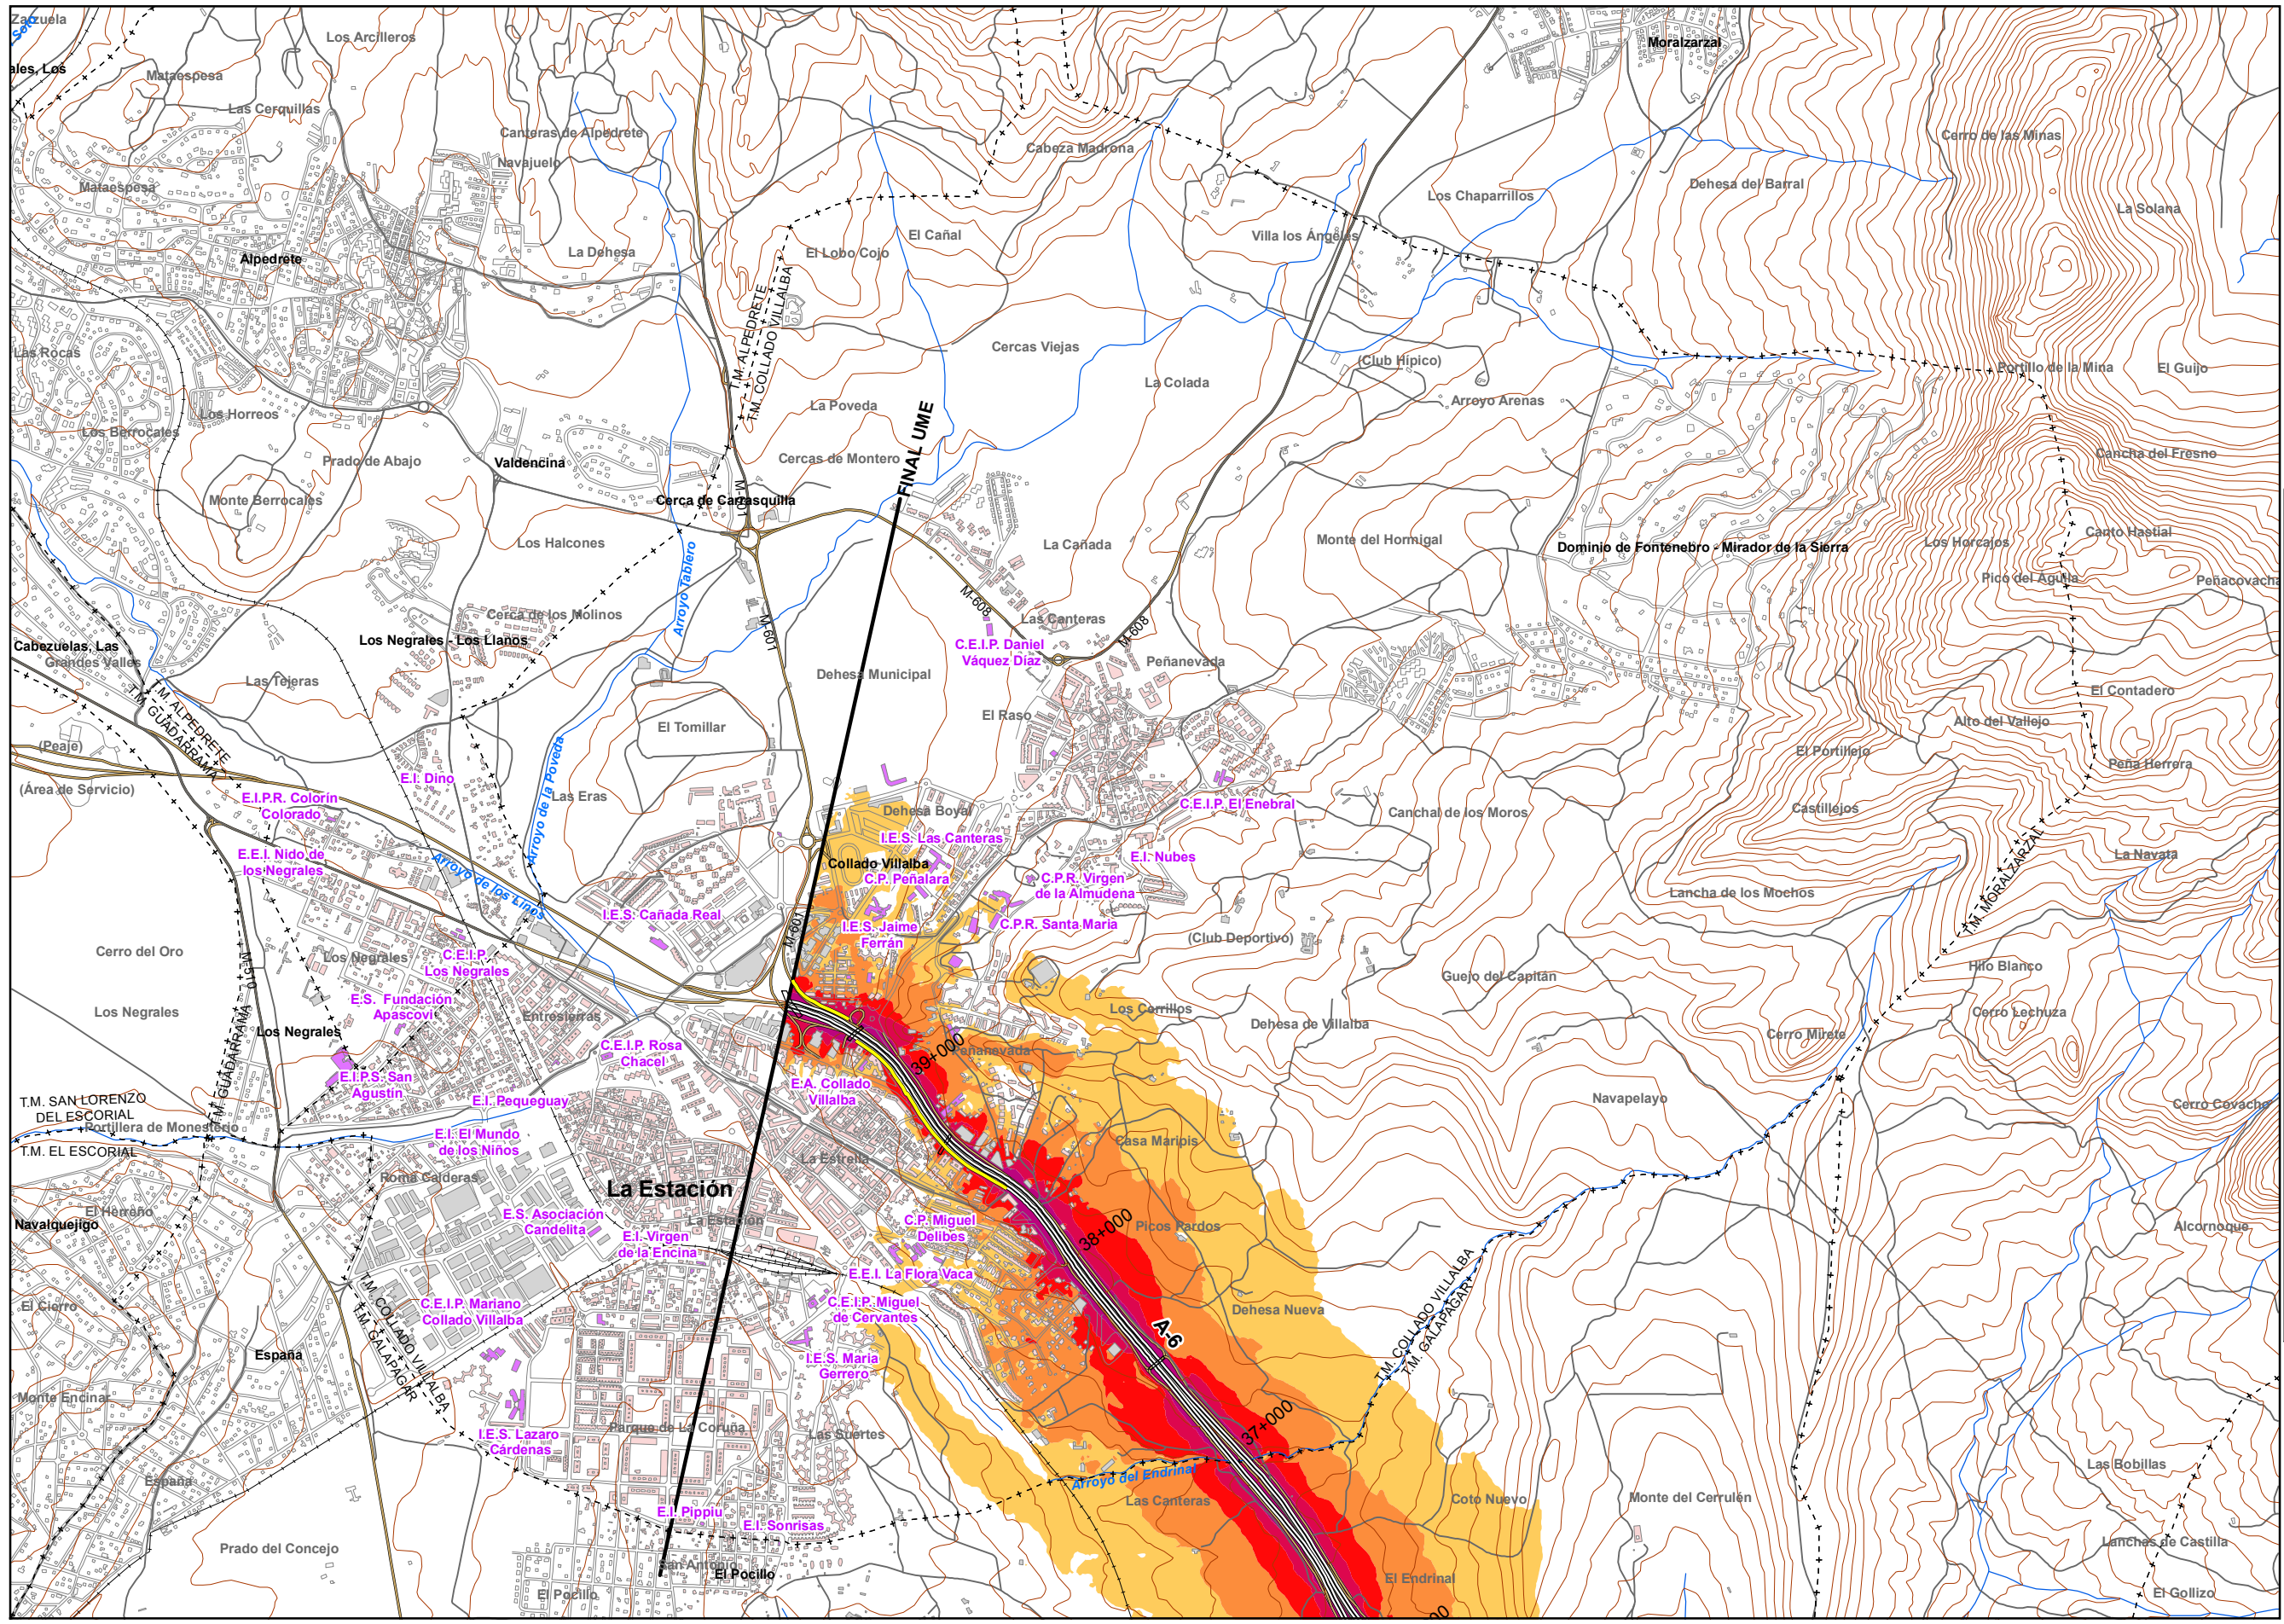 Zarzuela
Soto
ales, Los
Los Arcilleros
Mataespesa
Las Cerquillas
Canteras de Alpedrete
Navajuelo
Mataespesa
Moralzarzal
Cerro de las Minas
Cabeza Madrona
Los Chaparrillos
Dehesa del Barral
La Solana
El Cañal
Villa los Ángeles
El Lobo Cojo
La Dehesa
Alpedrete
T.M. ALPEDRETE
T.M. COLLADO VILLALBA
Cercas Viejas
(Club Hípico)
Portillo de la Mina
El Guijo
La Colada
Las Rocas
Los Horreos
Los Berrocales
La Poveda
Arroyo Arenas
FINAL UME
Prado de Abajo
Valdencina
Cercas de Montero
Cancha del Fresno
Monte Berrocales
Cerca de Carrasquilla
M-601
Los Halcones
La Cañada
Monte del Hormigal
Dominio de Fontenebro - Mirador de la Sierra
Los Horcajos
Canto Hastial
Pico del Aguila
Peñacovacha
Arroyo Tablero
M-601
M-608
Las Canteras
M-608
Cerca de los Molinos
Los Negrales - Los Llanos
C.E.I.P. Daniel
Váquez Díaz
Peñanevada
Cabezuelas, Las
Grandes Valles
Las Tejeras
Dehesa Municipal
El Contadero
T.M. ALPEDRETE
T.M. GUADARRAMA
El Raso
Alto del Vallejo
El Tomillar
(Peaje)
El Portillejo
Peña Herrera
E.I. Dino
(Área de Servicio)
Arroyo de la Poveda
Las Eras
E.I.P.R. Colorín
Colorado
C.E.I.P. El Enebral
Dehesa Boyal
Canchal de los Moros
Castillejos
I.E.S. Las Canteras
E.E.I. Nido de
los Negrales
Arroyo de los Linos
Collado Villalba
E.I. Nubes
La Navata
C.P. Peñalara
C.P.R. Virgen
de la Almudena
Lancha de los Mochos
T.M. MORALZARZAL
I.E.S. Cañada Real
M-601
I.E.S. Jaime
Ferrán
C.P.R. Santa Maria
(Club Deportivo)
Cerro del Oro
M-510
Los Negrales
C.E.I.P.
Los Negrales
Guejo del Capitán
Hilo Blanco
E.S. Fundación
Apascovi
Los Negrales
Entresierras
Los Cerrillos
Dehesa de Villalba
Cerro Lechuza
Los Negrales
T.M. GUADARRAMA
C.E.I.P. Rosa
Chacel
39+000
Peñanevada
Cerro Mirete
E.I.P.S. San
Agustín
E.A. Collado
Villalba
T.M. SAN LORENZO
DEL ESCORIAL
E.I. Pequeguay
Navapelayo
Cerro Covacho
Portillera de Monesterio
T.M. EL ESCORIAL
E.I. El Mundo
de los Niños
Casa Maripis
La Estrella
Roma Calderas
La Estación
El Herreño
Navalquejigo
E.S. Asociación
Candelita
La Estación
C.P. Miguel
Delibes
38+000
Picos Pardos
Alcornoque
E.I. Virgen
de la Encina
E.E.I. La Flora Vaca
T.M. COLLADO VILLALBA
T.M. GALAPAGAR
El Cierro
C.E.I.P. Mariano
Collado Villalba
C.E.I.P. Miguel
de Cervantes
Dehesa Nueva
A-6
T.M. COLLADO VILLALBA
T.M. GALAPAGAR
España
I.E.S. Maria
Gerrero
Monte Encinar
37+000
Parque de La Coruña
Las Suertes
I.E.S. Lazaro
Cárdenas
España
Arroyo del Endrinal
Las Bobillas
Las Canteras
Coto Nuevo
Monte del Cerrulén
E.I. Pippiu
E.I. Sonrisas
Prado del Concejo
Lanchas de Castilla
San Antonio
El Pocillo
El Pocillo
El Endrinal
El Gollizo
00